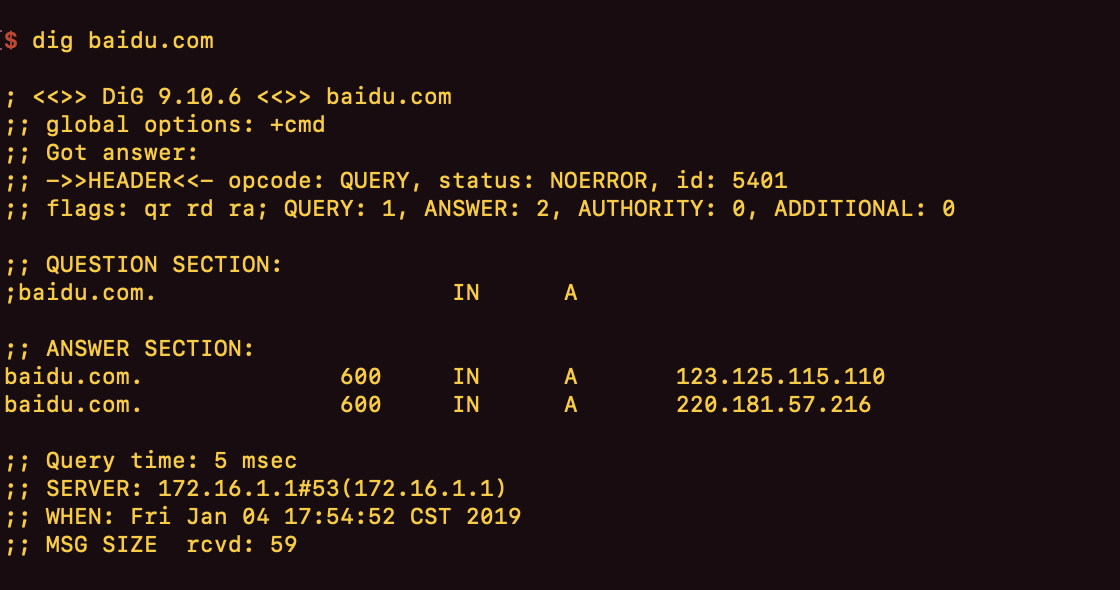 $ dig baidu.com
; <<>> DiG 9.10.6 <<>> baidu.com
;; global options: +cmd
;; Got answer:
;; ->>HEADER<<- opcode: QUERY, status: NOERROR, id: 5401
;; flags: qr rd ra; QUERY: 1, ANSWER: 2, AUTHORITY: 0, ADDITIONAL: 0
;; QUESTION SECTION:
;baidu.com. IN A
;; ANSWER SECTION:
baidu.com. 600 IN A 123.125.115.110
baidu.com. 600 IN A 220.181.57.216
;; Query time: 5 msec
;; SERVER: 172.16.1.1#53(172.16.1.1)
;; WHEN: Fri Jan 04 17:54:52 CST 2019
;; MSG SIZE  rcvd: 59